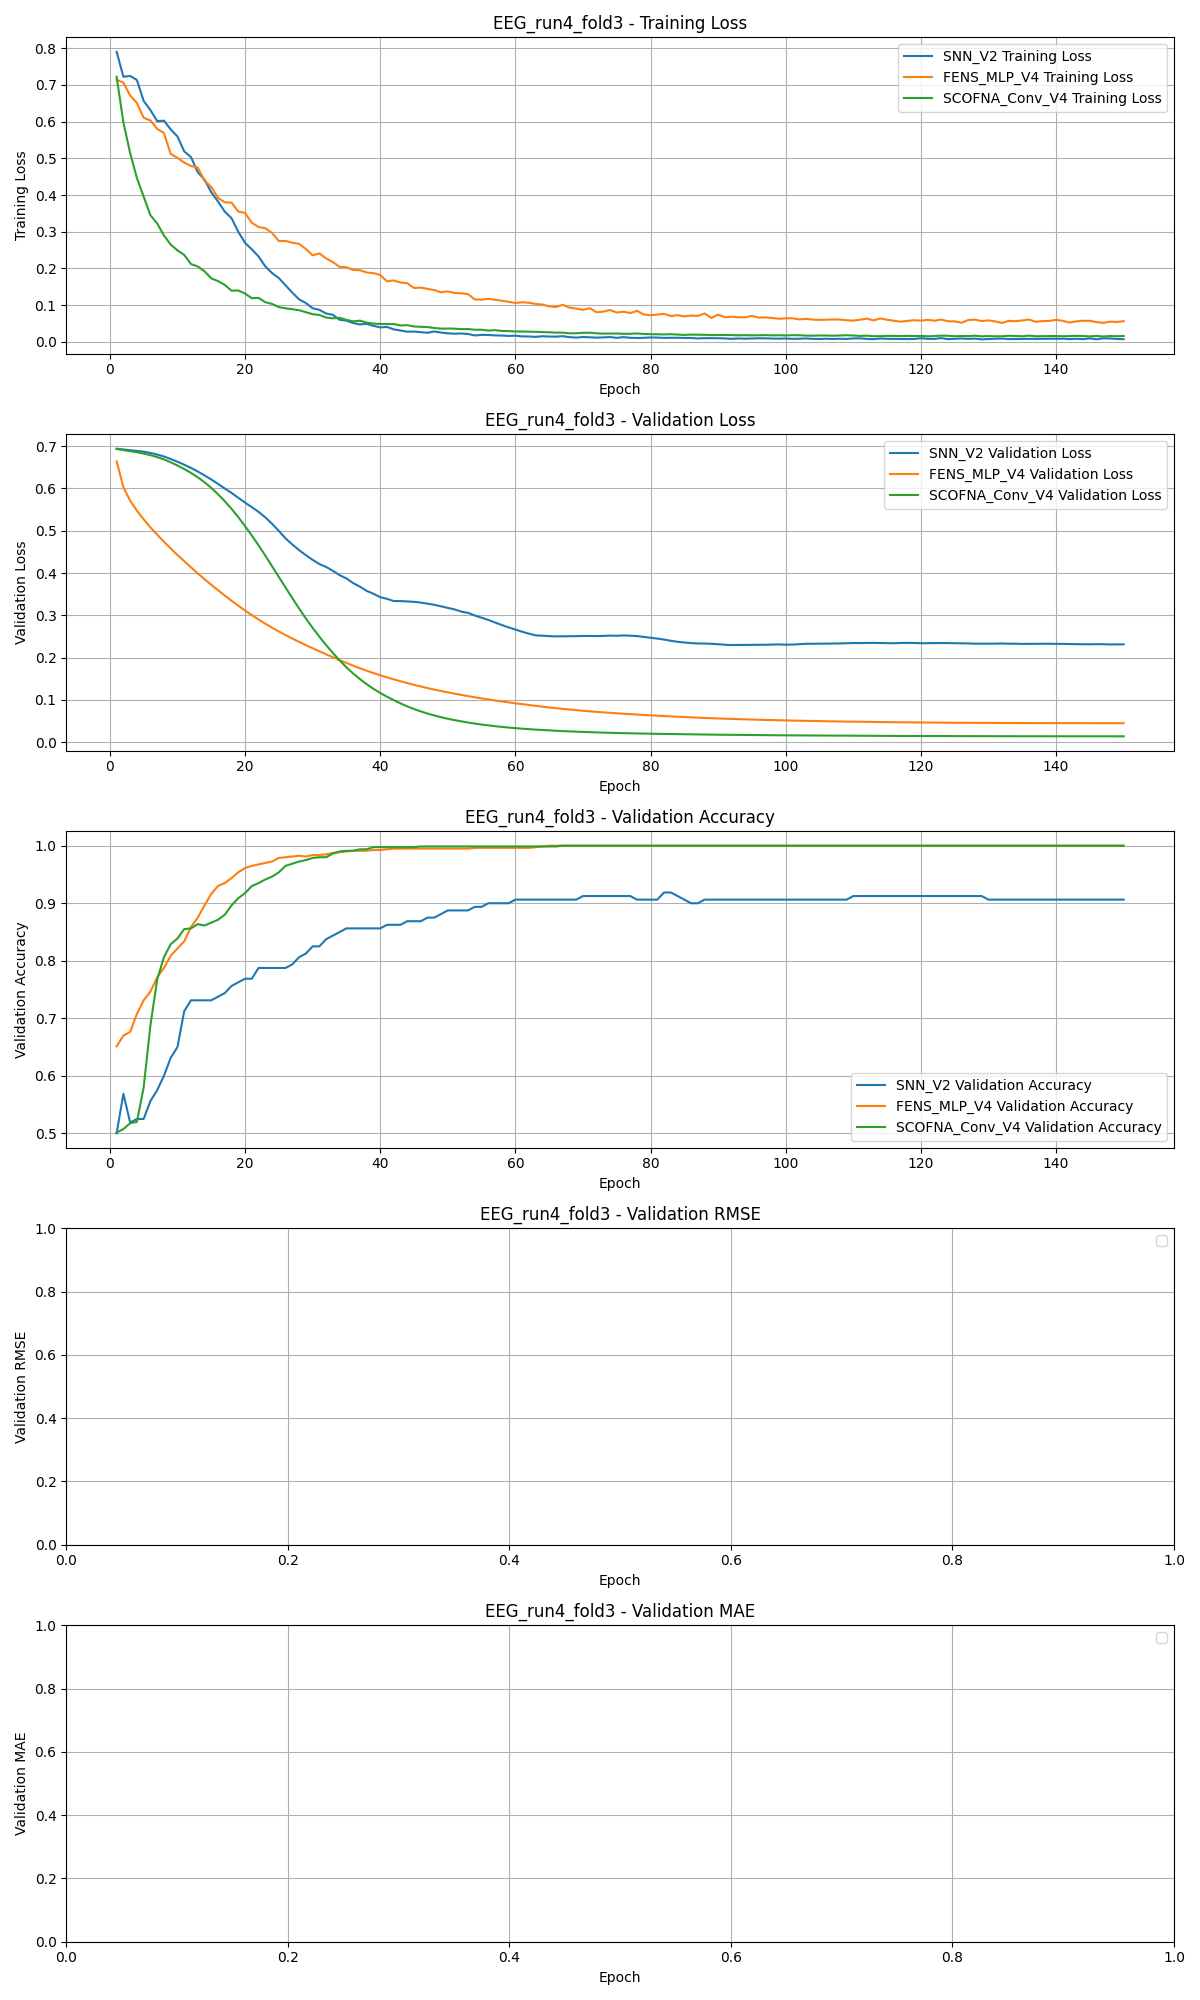 EEG_run4_fold3 - Training Loss
SNN_V2 Training Loss
FENS_MLP_V4 Training Loss
SCOFNA_Conv_V4 Training Loss
Training Loss
0.8
0.7
0.6
0.5
0.4
0.3
0.2
0.1
0.0
0 20 40 60 80 100 120 140
Epoch
EEG_run4_fold3 - Validation Loss
SNN_V2 Validation Loss
FENS_MLP_V4 Validation Loss
SCOFNA_Conv_V4 Validation Loss
Validation Loss
0.7
0.6
0.5
0.4
0.3
0.2
0.1
0.0
0 20 40 60 80 100 120 140
Epoch
EEG_run4_fold3 - Validation Accuracy
Validation Accuracy
1.0
0.9
0.8
0.7
0.6
0.5
SNN_V2 Validation Accuracy
FENS_MLP_V4 Validation Accuracy
SCOFNA_Conv_V4 Validation Accuracy
0 20 40 60 80 100 120 140
Epoch
EEG_run4_fold3 - Validation RMSE
Validation RMSE
1.0
0.8
0.6
0.4
0.2
0.0
0.0 0.2 0.4 0.6 0.8 1.0
Epoch
EEG_run4_fold3 - Validation MAE
Validation MAE
1.0
0.8
0.6
0.4
0.2
0.0
0.0 0.2 0.4 0.6 0.8 1.0
Epoch